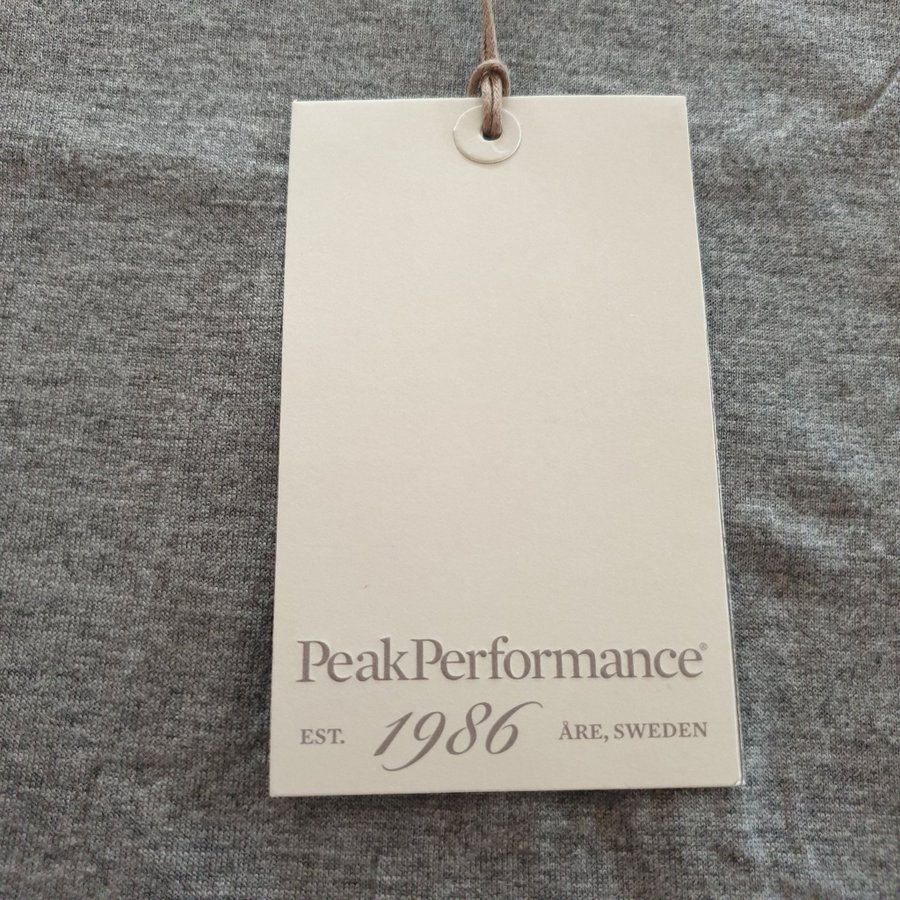 PeakPerformance®
EST. 1986 ÅRE, SWEDEN